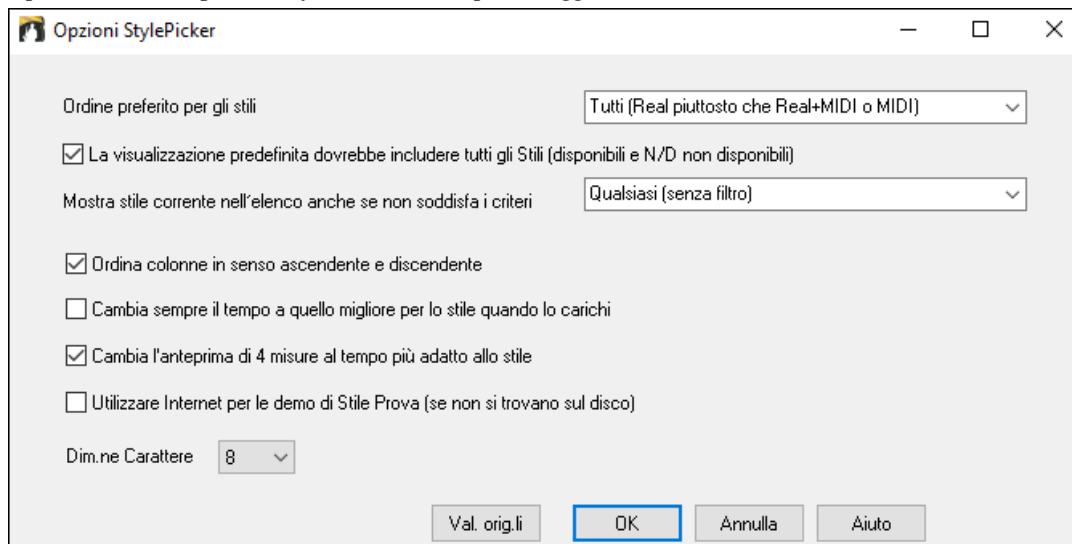 Opzioni StylePicker
Ordine preferito per gli stili
Tutti (Real piuttosto che Real+MIDI o MIDI)
La visualizzazione predefinita dovrebbe includere tutti gli Stili (disponibili e N/D non disponibili)
Mostra stile corrente nell'elenco anche se non soddisfa i criteri
Qualsiasi (senza filtro)
Ordina colonne in senso ascendente e discendente
Cambia sempre il tempo a quello migliore per lo stile quando lo carichi
Cambia l'anteprima di 4 misure al tempo più adatto allo stile
Utilizzare Internet per le demo di Stile Prova (se non si trovano sul disco)
Dim.ne Carattere
8
Val. orig.li
OK
Annulla
Aiuto